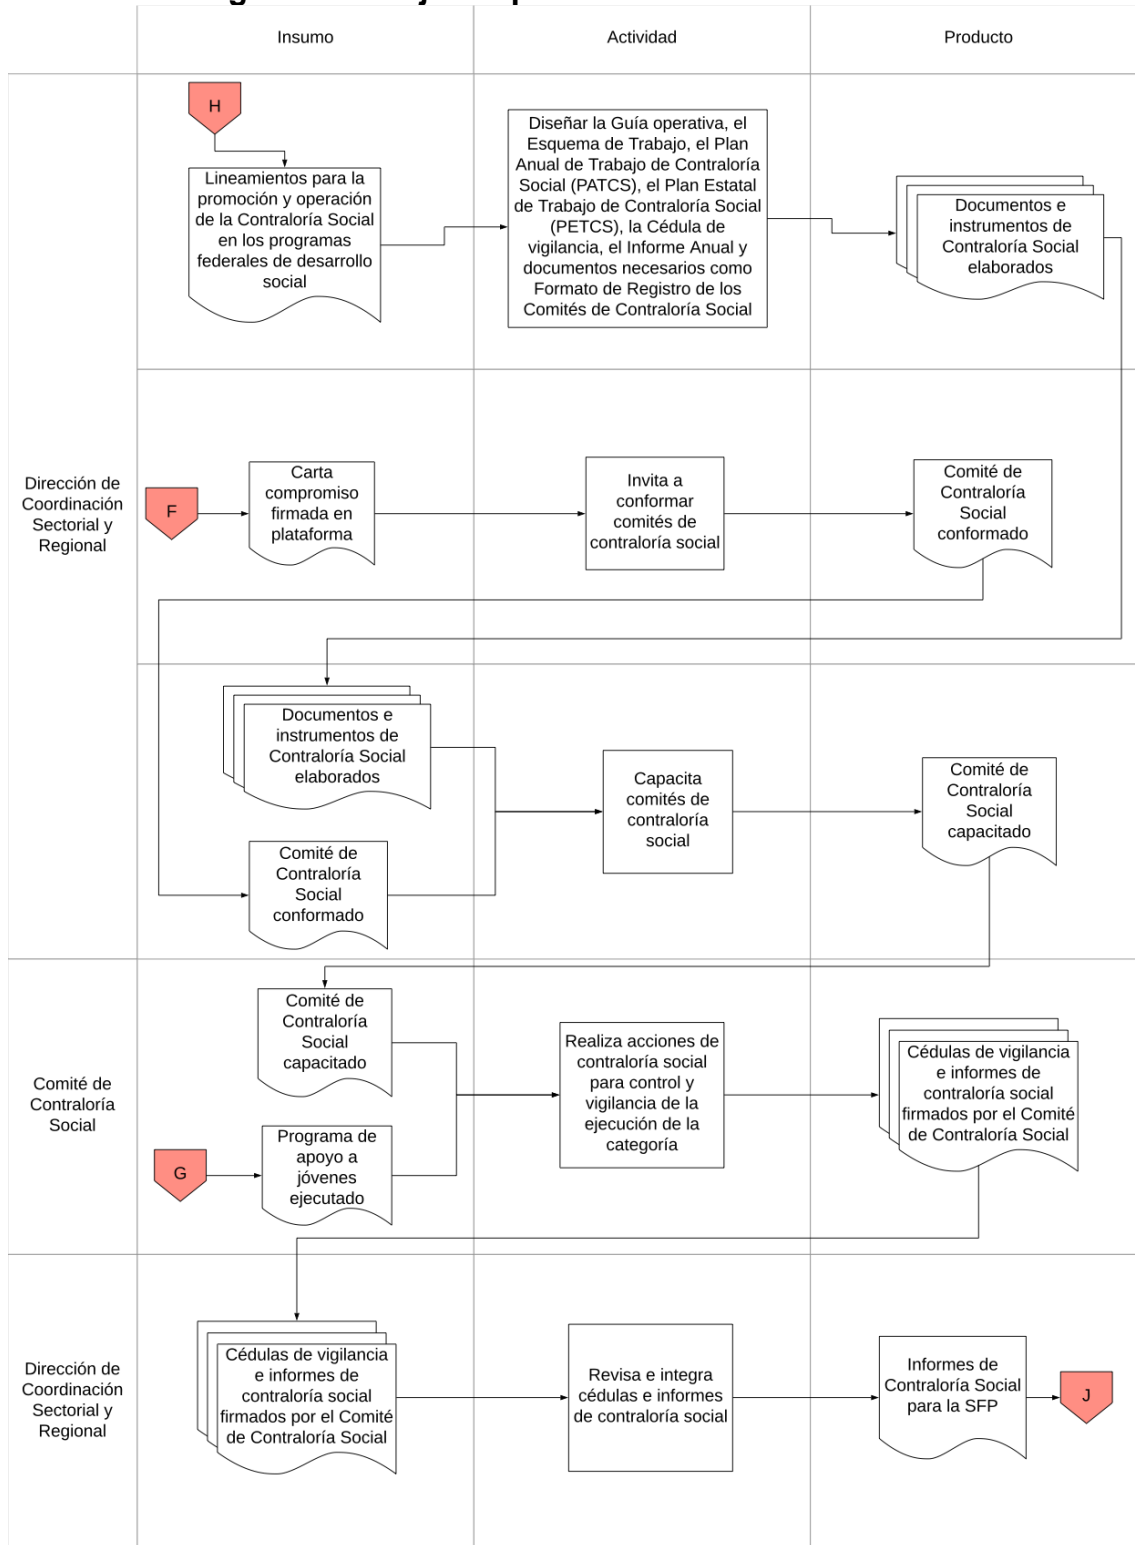 Insumo
Actividad
Producto
H
Lineamientos para la
promoción y operación
de la Contraloría Social
en los programas
federales de desarrollo
social
Diseñar la Guía operativa, el
Esquema de Trabajo, el Plan
Anual de Trabajo de Contraloría
Social (PATCS), el Plan Estatal
de Trabajo de Contraloría Social
(PETCS), la Cédula de
vigilancia, el Informe Anual y
documentos necesarios como
Formato de Registro de los
Comités de Contraloría Social
Documentos e
instrumentos de
Contraloría Social
elaborados
Dirección de
Coordinación
Sectorial y
Regional
F
Carta
compromiso
firmada en
plataforma
Invita a
conformar
comités de
contraloría social
Comité de
Contraloría
Social
conformado
Documentos e
instrumentos de
Contraloría Social
elaborados
Comité de
Contraloría
Social
conformado
Capacita
comités de
contraloría
social
Comité de
Contraloría
Social
capacitado
Comité de
Contraloría
Social
Comité de
Contraloría
Social
capacitado
G
Programa de
apoyo a
jóvenes
ejecutado
Realiza acciones de
contraloría social
para control y
vigilancia de la
ejecución de la
categoría
Cédulas de vigilancia
e informes de
contraloría social
firmados por el Comité
de Contraloría Social
Dirección de
Coordinación
Sectorial y
Regional
Cédulas de vigilancia
e informes de
contraloría social
firmados por el Comité
de Contraloría Social
Revisa e integra
cédulas e informes
de contraloría social
Informes de
Contraloría Social
para la SFP
J